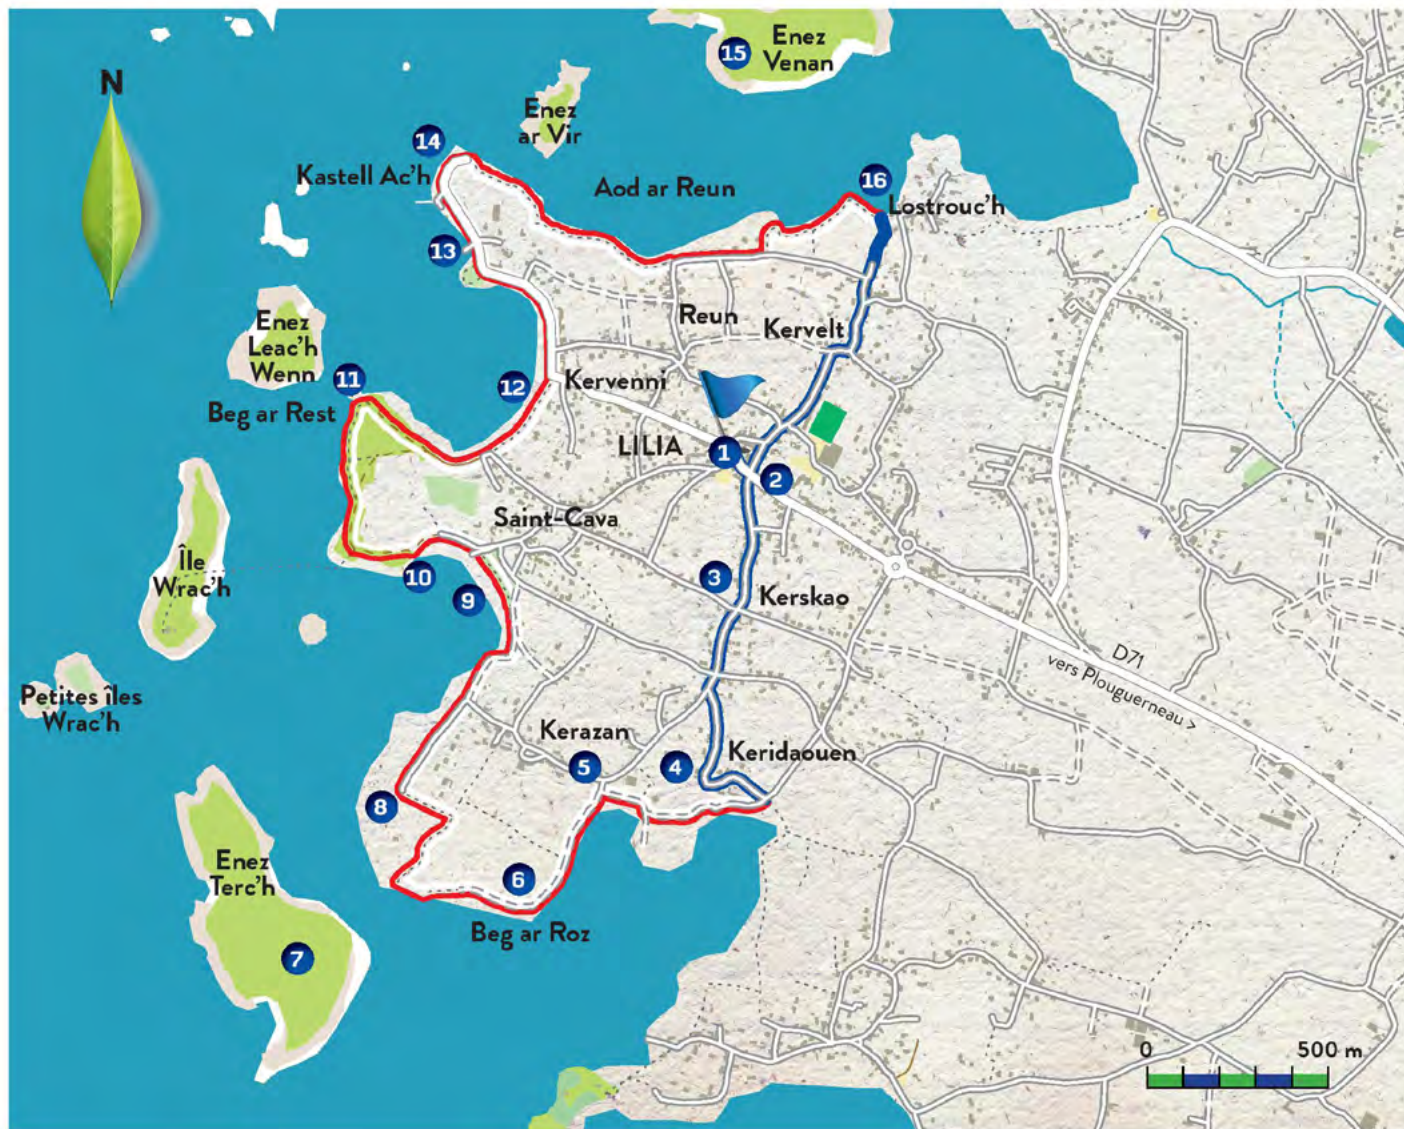 N
15
Enez
Venan
Enez
ar Vir
14
Kastell Ac'h
Aod ar Reun
16
Lostrouc'h
13
Enez
Leac'h
Wenn
Reun
Kervelt
11
12
Kervenni
Beg ar Rest
LILIA
1
2
Saint-Cava
Île
Wrac'h
10
9
3
Kerskao
D71
vers Plouguerneau >
Petites îles
Wrac'h
Kerazan
5
4
Keridaouen
8
Enez
Terc'h
6
Beg ar Roz
7
0
500 m